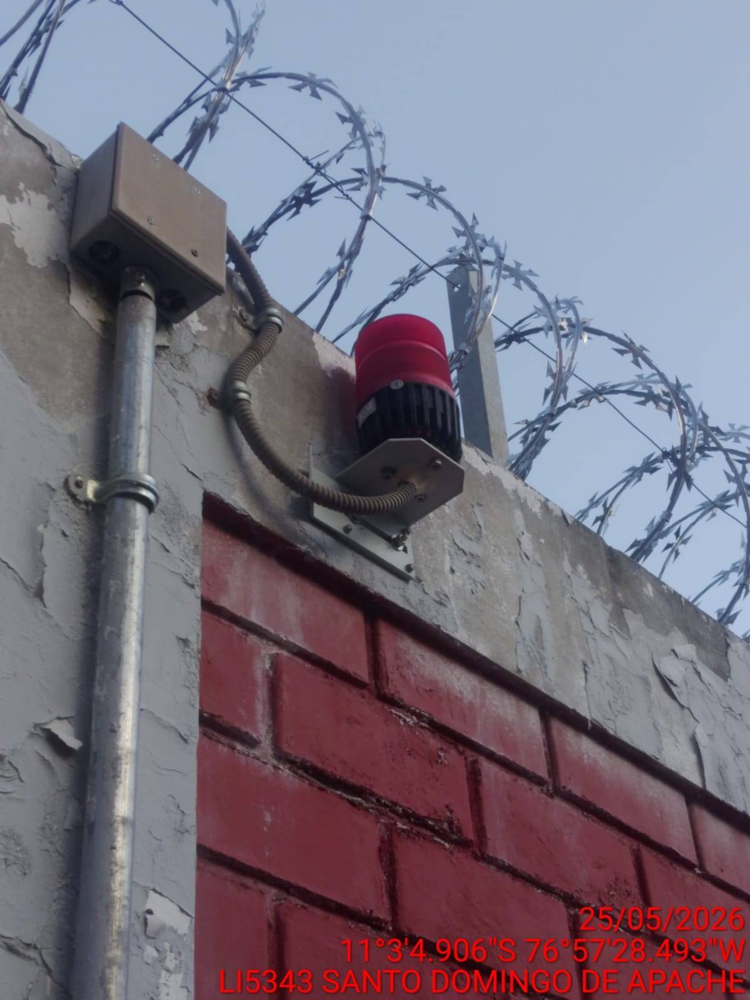 25/05/2026
11°3'4.906"S 76°57'28.493"W
LI5343 SANTO DOMINGO DE APACHE